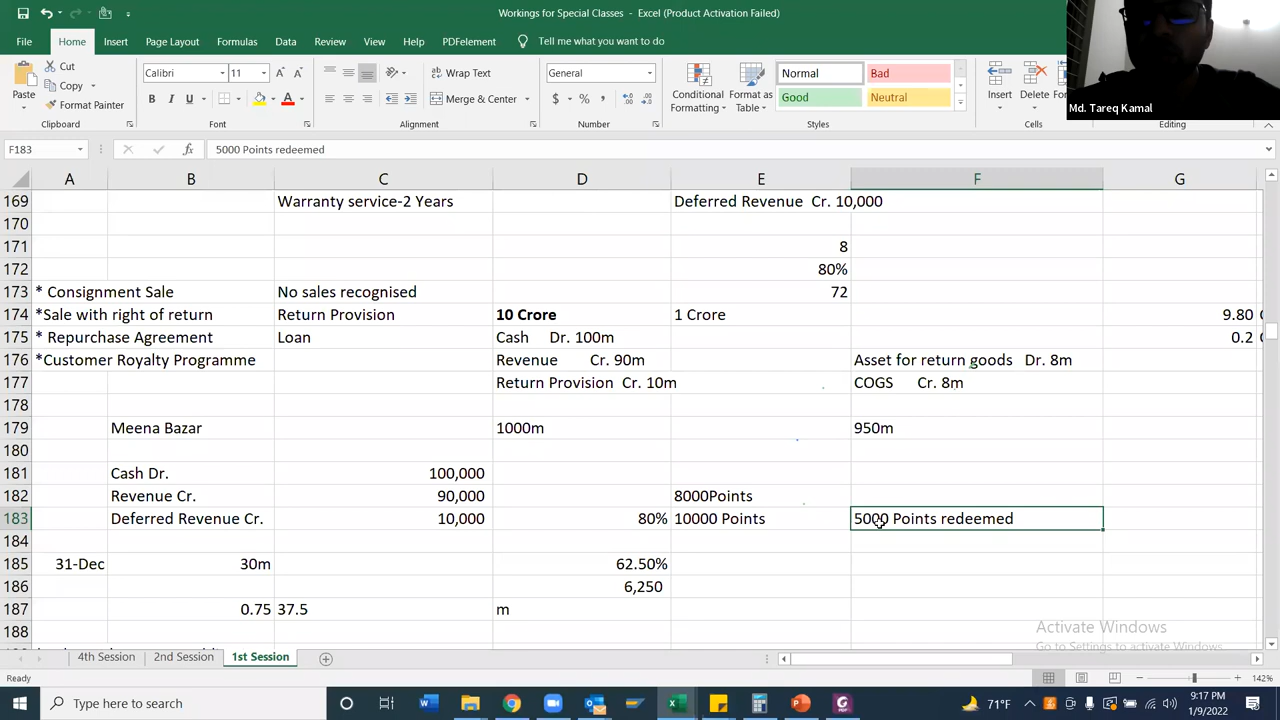 Workings for Special Classes - Excel (Product Activation Failed)
File Home Insert Page Layout Formulas Data Review View Help PDFelement Tell me what you want to do
Paste Cut Copy Format Painter Clipboard
Calibri 11 B I U Font
Wrap Text Merge & Center Alignment
General $ % , Number
Conditional Formatting Format as Table Normal Bad Good Neutral Styles
Insert Delete Cells Editing
Md. Tareq Kamal
F183 fx 5000 Points redeemed
A B C D E F G
169 Warranty service-2 Years Deferred Revenue Cr. 10,000
170
171 8
172 80%
173 * Consignment Sale No sales recognised 72
174 *Sale with right of return Return Provision 10 Crore 1 Crore 9.80
175 * Repurchase Agreement Loan Cash Dr. 100m 0.2
176 *Customer Royalty Programme Revenue Cr. 90m Asset for return goods Dr. 8m
177 Return Provision Cr. 10m COGS Cr. 8m
178
179 Meena Bazar 1000m 950m
180
181 Cash Dr. 100,000
182 Revenue Cr. 90,000 8000Points
183 Deferred Revenue Cr. 10,000 80% 10000 Points 5000 Points redeemed
184
185 31-Dec 30m 62.50%
186 6,250
187 0.75 37.5 m
188
Activate Windows
Go to Settings to activate Windows.
4th Session 2nd Session 1st Session
Ready 142%
Type here to search 71°F 9:17 PM
1/9/2022